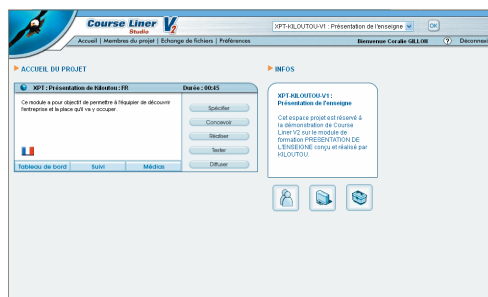 Course Liner V2
Studio
XPT-KILOUTOU-V1 : Présentation de l'enseigne
OK
Accueil | Membres du projet | Echange de fichiers | Préférences
Bienvenue Coralie GILLON
? Déconnexi
ACCUEIL DU PROJET
INFOS
XPT : Présentation de Kiloutou : FR
Durée : 00:45
Ce module a pour objectif de permettre à l'équipier de découvrir
l'entreprise et la place qu'il va y occuper.
Spécifier
Concevoir
Réaliser
Tester
Diffuser
Tableau de bord
Suivi
Médias
XPT-KILOUTOU-V1 :
Présentation de l'enseigne
Cet espace projet est réservé à
la démonstration de Course
Liner V2 sur le module de
formation PRESENTATION DE
L'ENSEIGNE conçu et réalisé par
KILOUTOU.